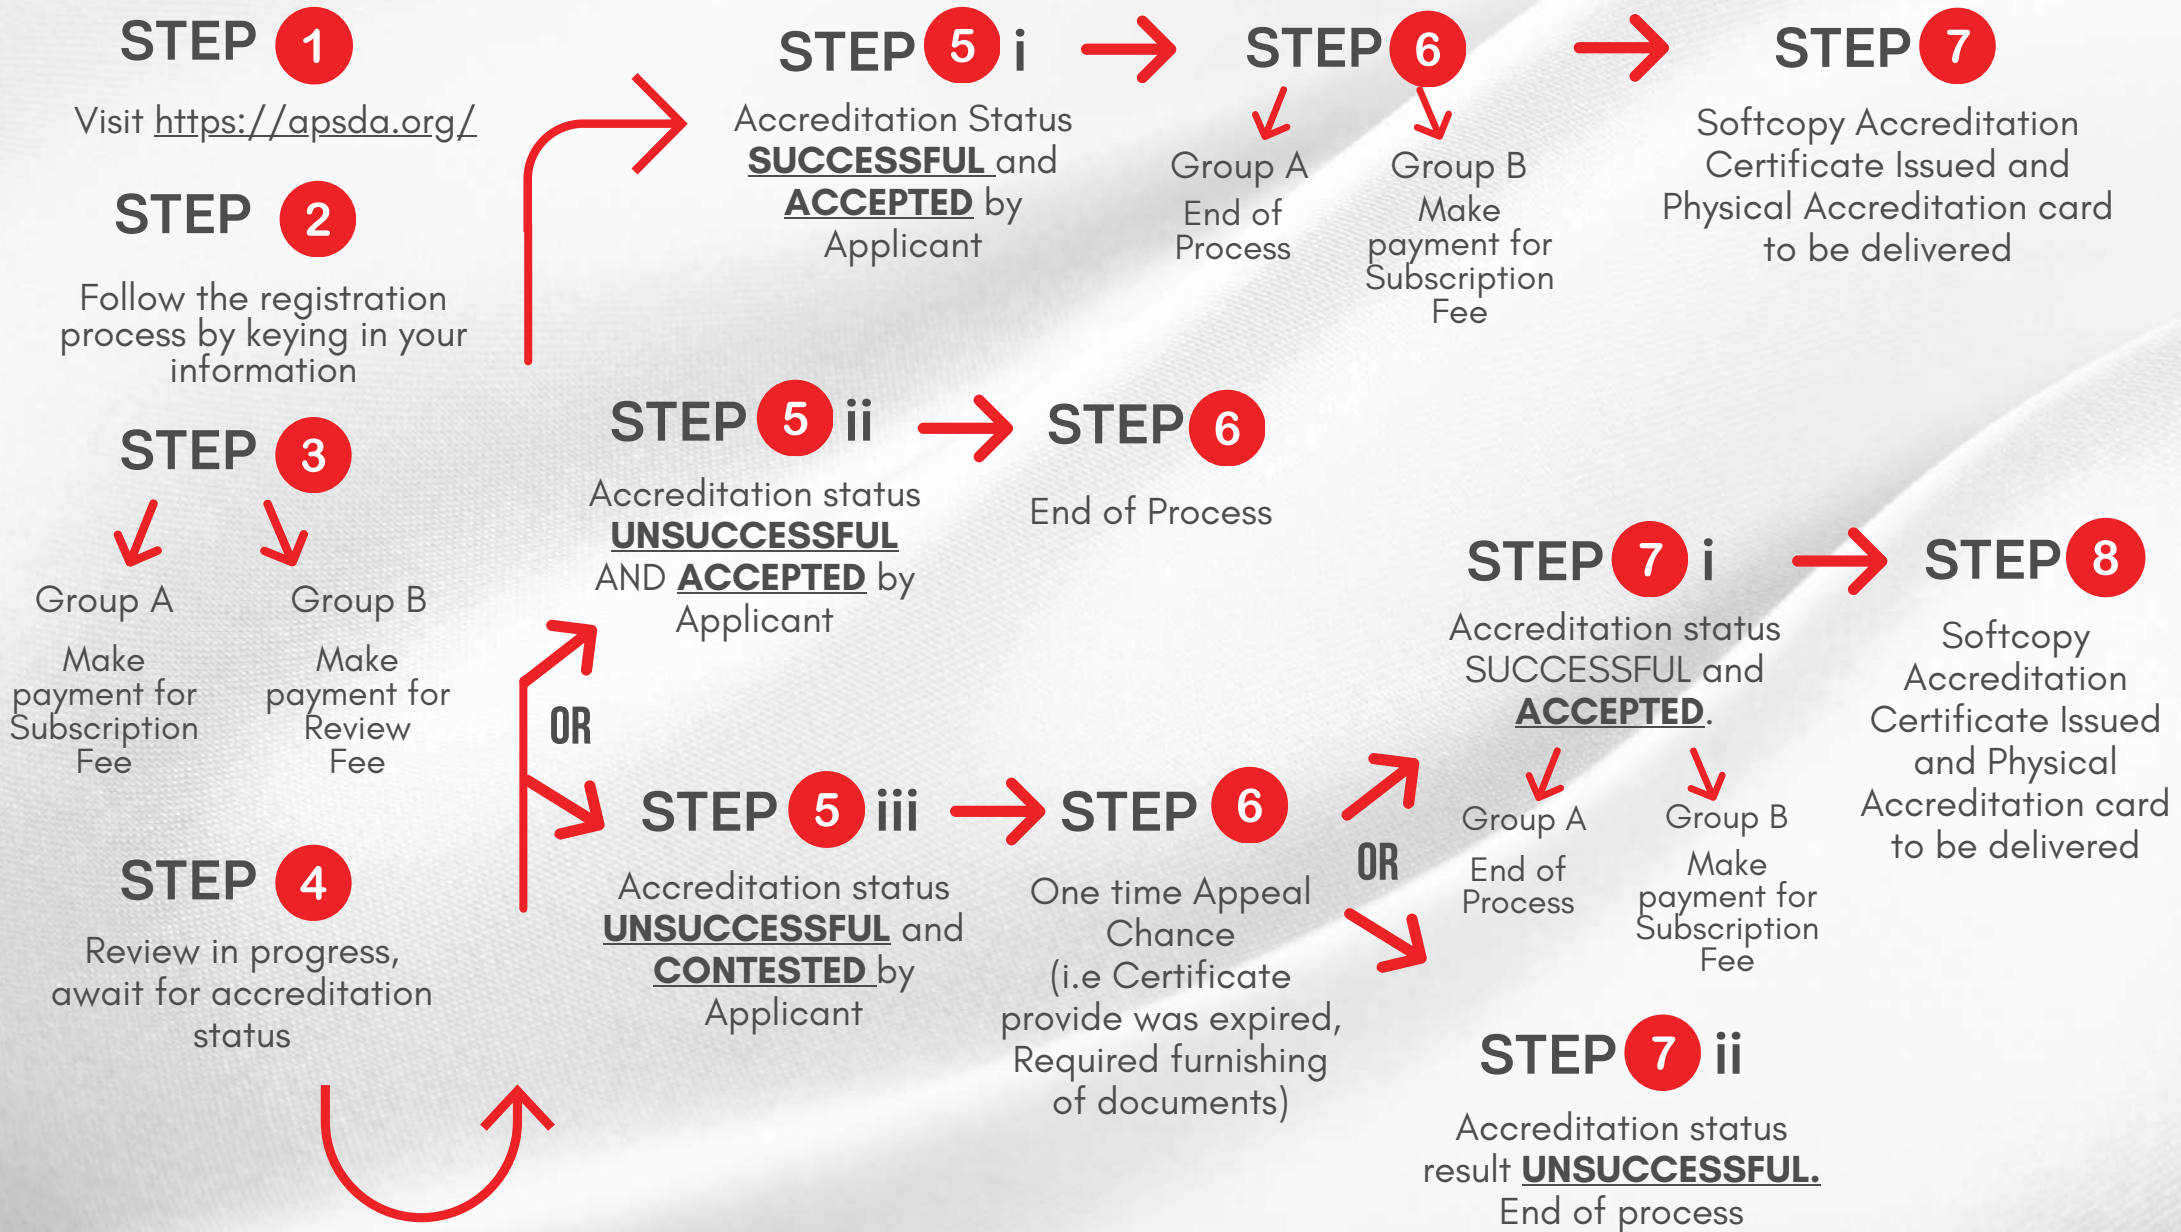 STEP 1
Visit https://apsda.org/
STEP 2
Follow the registration
process by keying in your
information
STEP 3
Group A
Make
payment for
Subscription
Fee
Group B
Make
payment for
Review
Fee
STEP 4
Review in progress,
await for accreditation
status
STEP 5 i
Accreditation Status
SUCCESSFUL and
ACCEPTED by
Applicant
STEP 6
Group A
End of
Process
Group B
Make
payment for
Subscription
Fee
STEP 7
Softcopy Accreditation
Certificate Issued and
Physical Accreditation card
to be delivered
STEP 5 ii
Accreditation status
UNSUCCESSFUL
AND ACCEPTED by
Applicant
STEP 6
End of Process
OR
STEP 5 iii
Accreditation status
UNSUCCESSFUL and
CONTESTED by
Applicant
STEP 6
One time Appeal
Chance
(i.e Certificate
provide was expired,
Required furnishing
of documents)
OR
STEP 7 i
Accreditation status
SUCCESSFUL and
ACCEPTED.
Group A
End of
Process
Group B
Make
payment for
Subscription
Fee
STEP 8
Softcopy
Accreditation
Certificate Issued
and Physical
Accreditation card
to be delivered
STEP 7 ii
Accreditation status
result UNSUCCESSFUL.
End of process